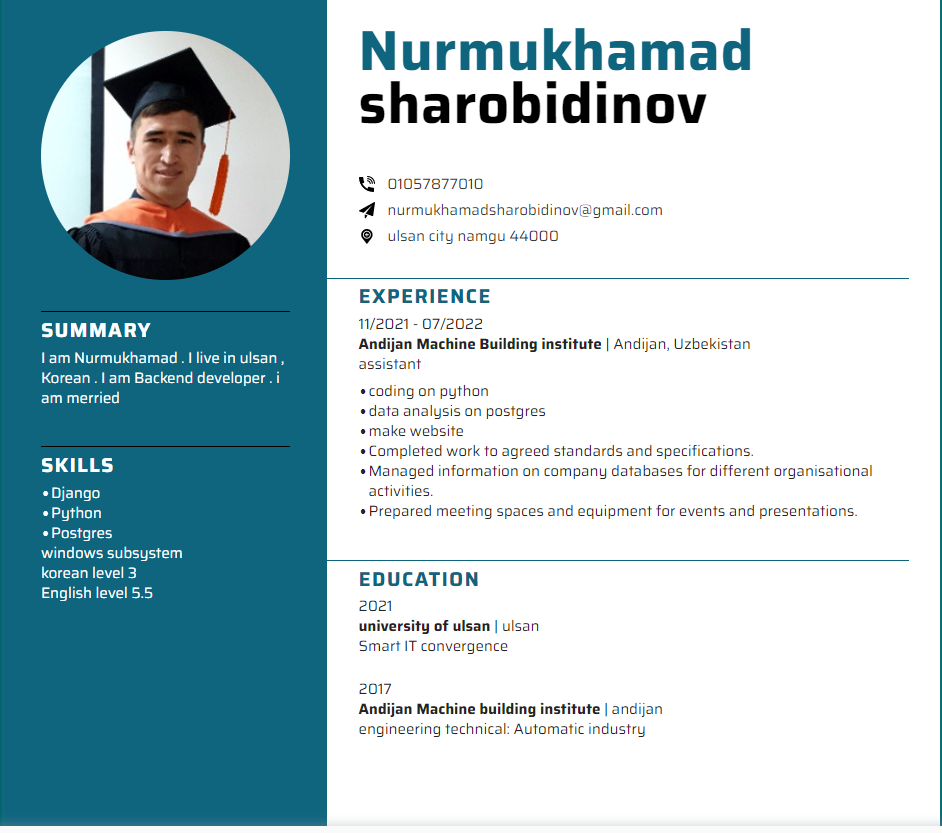 Nurmukhamad
sharobidinov
01057877010
nurmukhamadsharobidinov@gmail.com
ulsan city namgu 44000
SUMMARY
I am Nurmukhamad . I live in ulsan ,
Korean . I am Backend developer . i
am merried
SKILLS
• Django
• Python
• Postgres
windows subsystem
korean level 3
English level 5.5
EXPERIENCE
11/2021 - 07/2022
Andijan Machine Building institute | Andijan, Uzbekistan
assistant
• coding on python
• data analysis on postgres
• make website
• Completed work to agreed standards and specifications.
• Managed information on company databases for different organisational
activities.
• Prepared meeting spaces and equipment for events and presentations.
EDUCATION
2021
university of ulsan | ulsan
Smart IT convergence
2017
Andijan Machine building institute | andijan
engineering technical: Automatic industry